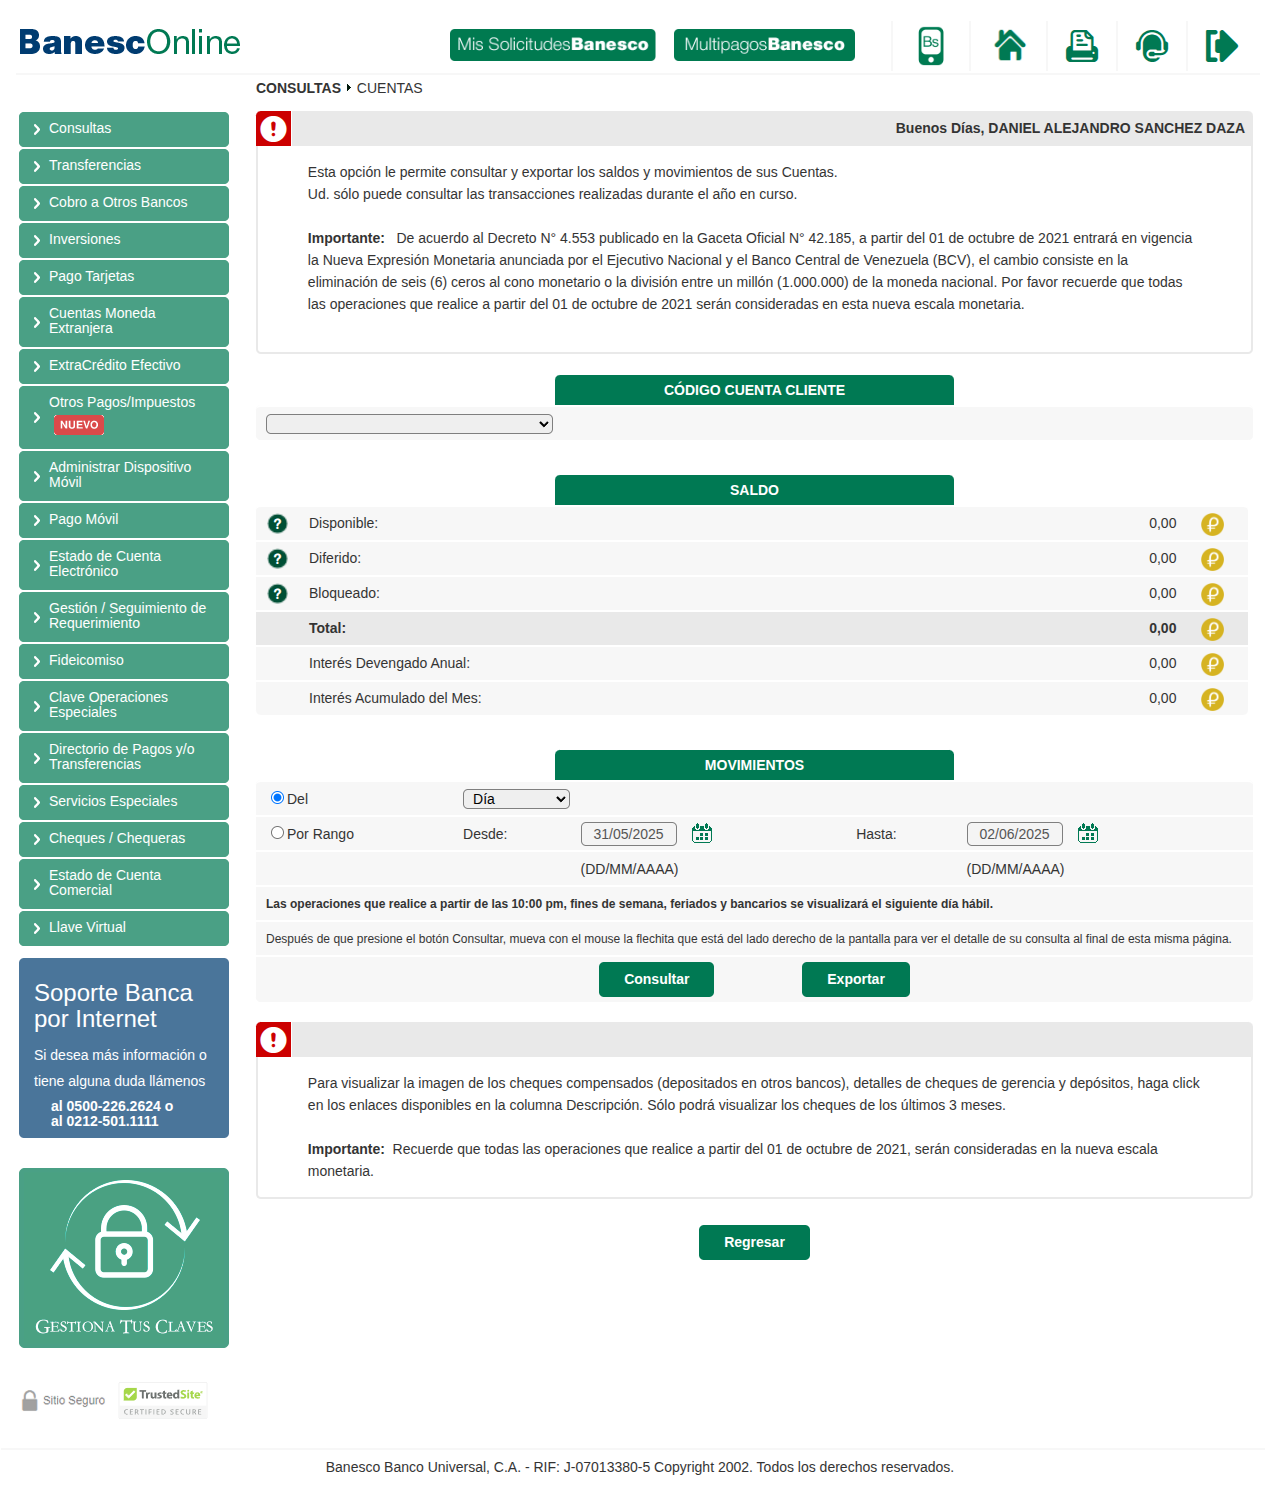 BanescOnline
Mis SolicitudesBanesco
MultipagosBanesco
Bs
CONSULTAS CUENTAS
Consultas
Transferencias
Cobro a Otros Bancos
Inversiones
Pago Tarjetas
Cuentas Moneda
Extranjera
ExtraCrédito Efectivo
Otros Pagos/Impuestos
NUEVO
Administrar Dispositivo
Móvil
Pago Móvil
Estado de Cuenta
Electrónico
Gestión / Seguimiento de
Requerimiento
Fideicomiso
Clave Operaciones
Especiales
Directorio de Pagos y/o
Transferencias
Servicios Especiales
Cheques / Chequeras
Estado de Cuenta
Comercial
Llave Virtual
Soporte Banca
por Internet
Si desea más información o
tiene alguna duda llámenos
al 0500-226.2624 o
al 0212-501.1111
GESTIONA TUS CLAVES
Sitio Seguro
TrustedSite
CERTIFIED SECURE
Buenos Días, DANIEL ALEJANDRO SANCHEZ DAZA
Esta opción le permite consultar y exportar los saldos y movimientos de sus Cuentas.
Ud. sólo puede consultar las transacciones realizadas durante el año en curso.
Importante: De acuerdo al Decreto N° 4.553 publicado en la Gaceta Oficial N° 42.185, a partir del 01 de octubre de 2021 entrará en vigencia
la Nueva Expresión Monetaria anunciada por el Ejecutivo Nacional y el Banco Central de Venezuela (BCV), el cambio consiste en la
eliminación de seis (6) ceros al cono monetario o la división entre un millón (1.000.000) de la moneda nacional. Por favor recuerde que todas
las operaciones que realice a partir del 01 de octubre de 2021 serán consideradas en esta nueva escala monetaria.
CÓDIGO CUENTA CLIENTE
SALDO
Disponible: 0,00
Diferido: 0,00
Bloqueado: 0,00
Total: 0,00
Interés Devengado Anual: 0,00
Interés Acumulado del Mes: 0,00
MOVIMIENTOS
Del Día
Por Rango Desde: 31/05/2025 Hasta: 02/06/2025
(DD/MM/AAAA) (DD/MM/AAAA)
Las operaciones que realice a partir de las 10:00 pm, fines de semana, feriados y bancarios se visualizará el siguiente día hábil.
Después de que presione el botón Consultar, mueva con el mouse la flechita que está del lado derecho de la pantalla para ver el detalle de su consulta al final de esta misma página.
Consultar Exportar
Para visualizar la imagen de los cheques compensados (depositados en otros bancos), detalles de cheques de gerencia y depósitos, haga click
en los enlaces disponibles en la columna Descripción. Sólo podrá visualizar los cheques de los últimos 3 meses.
Importante: Recuerde que todas las operaciones que realice a partir del 01 de octubre de 2021, serán consideradas en la nueva escala
monetaria.
Regresar
Banesco Banco Universal, C.A. - RIF: J-07013380-5 Copyright 2002. Todos los derechos reservados.